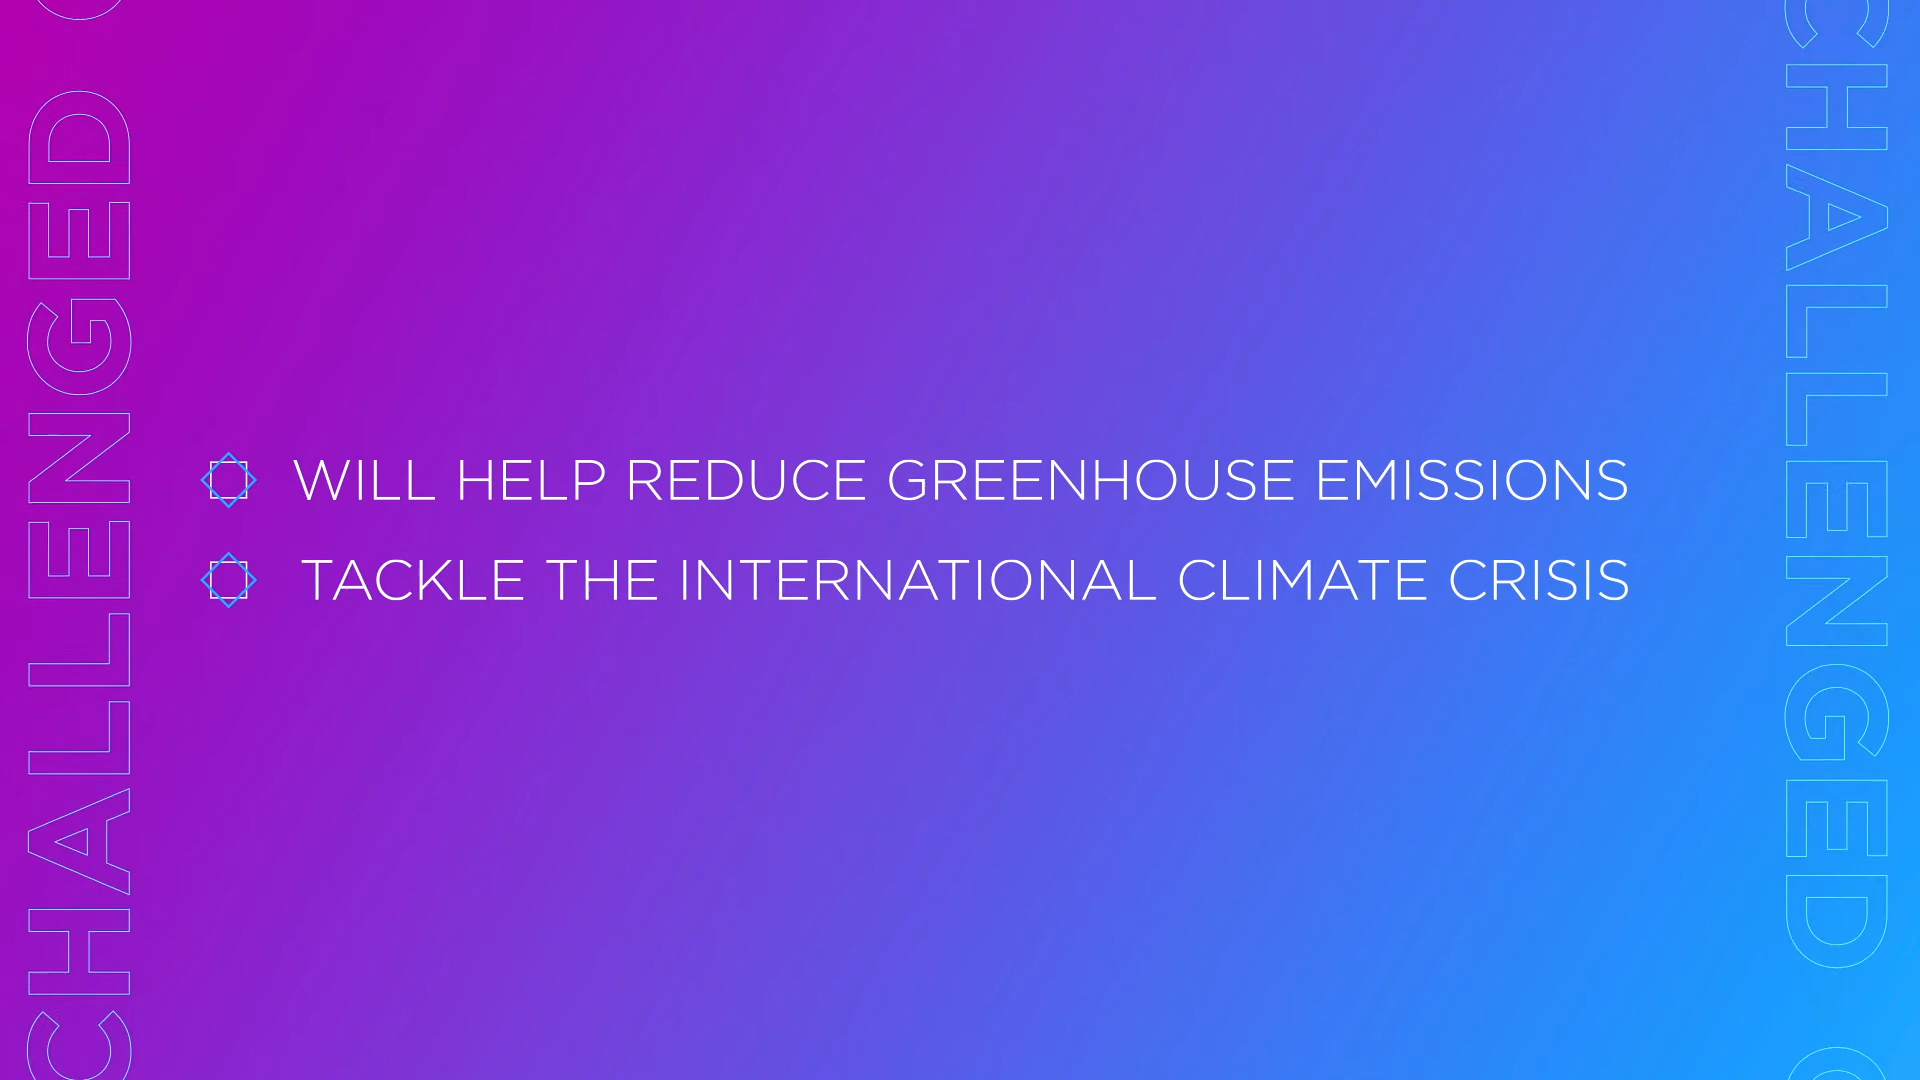 CHALLENGED
WILL HELP REDUCE GREENHOUSE EMISSIONS
TACKLE THE INTERNATIONAL CLIMATE CRISIS
CHALLENGED